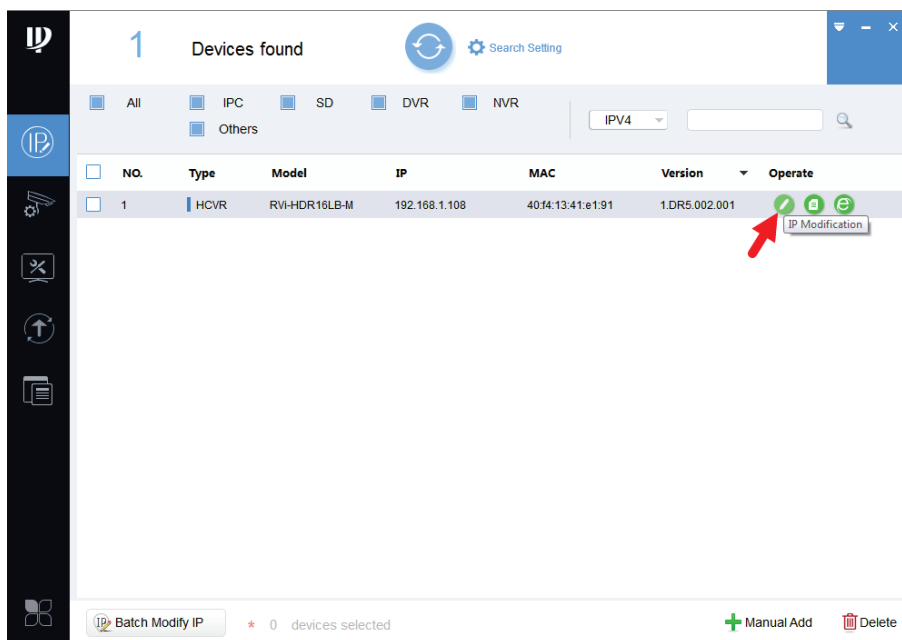 1 Devices found Search Setting
All IPC SD DVR NVR
Others
IPV4
NO. Type Model IP MAC Version Operate
1 HCVR RVi-HDR16LB-M 192.168.1.108 40:f4:13:41:e1:91 1.DR5.002.001
IP Modification
IP Batch Modify IP * 0 devices selected Manual Add Delete